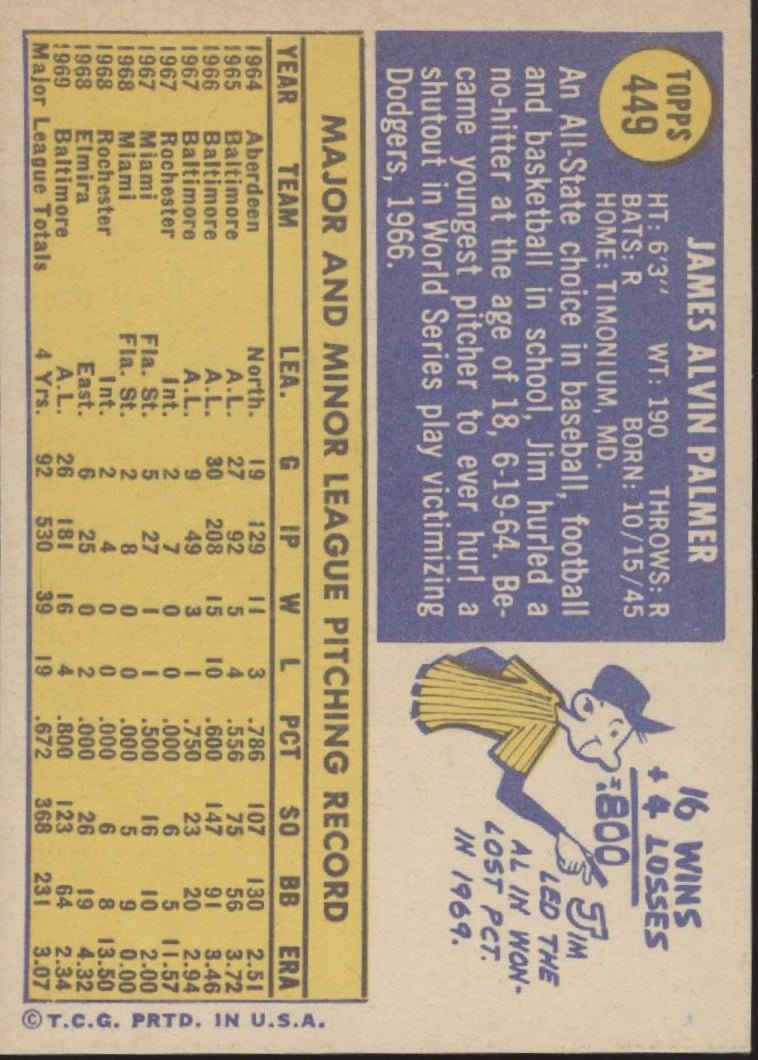 TOPPS
449
JAMES ALVIN PALMER
HT: 6'3" WT: 190 THROWS: R
BATS: R BORN: 10/15/45
HOME: TIMONIUM, MD.
An All-State choice in baseball, football
and basketball in school, Jim hurled a
no-hitter at the age of 18, 6-19-64. Be-
came youngest pitcher to ever hurl a
shutout in World Series play victimizing
Dodgers, 1966.
16 WINS
+ 4 LOSSES
= .800
JIM
LED THE
AL IN WON-
LOST PCT.
IN 1969.
MAJOR AND MINOR LEAGUE PITCHING RECORD
YEAR TEAM LEA. G IP W L PCT SO BB ERA
1964 Aberdeen North. 19 129 11 3 .786 107 130 2.51
1965 Baltimore A.L. 27 92 5 4 .556 75 56 3.72
1966 Baltimore A.L. 30 208 15 10 .600 147 91 3.46
1967 Baltimore A.L. 9 49 3 1 .750 23 20 2.94
1967 Rochester Int. 2 7 0 0 .000 6 5 11.57
1967 Miami Fla. St. 5 27 1 1 .500 16 10 2.00
1968 Miami Fla. St. 2 8 0 0 .000 5 9 0.00
1968 Rochester Int. 2 4 0 0 .000 6 8 13.50
1968 Elmira East. 6 25 0 2 .000 26 19 4.32
1969 Baltimore A.L. 26 181 16 4 .800 123 64 2.34
Major League Totals 4 Yrs. 92 530 39 19 .672 368 231 3.07
© T.C.G. PRTD. IN U.S.A.